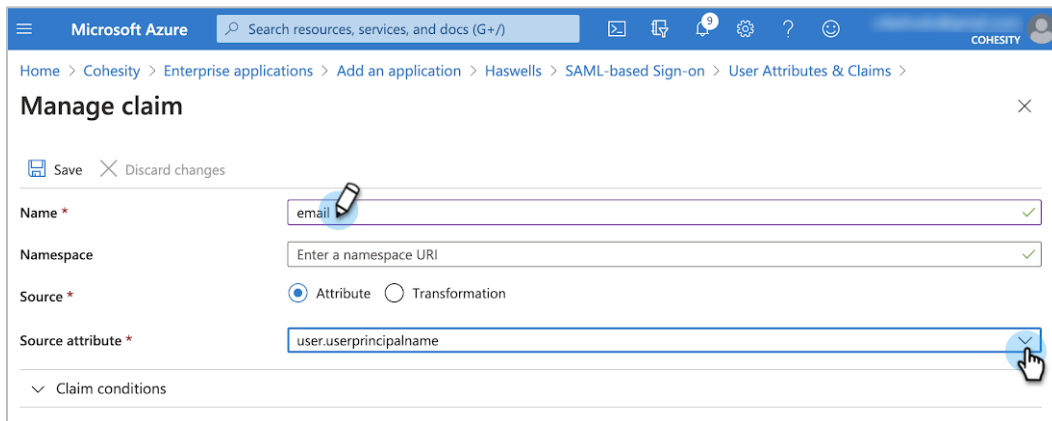 Microsoft Azure
Search resources, services, and docs (G+/)
9
COHESITY
Home > Cohesity > Enterprise applications > Add an application > Haswells > SAML-based Sign-on > User Attributes & Claims >
Manage claim
Save Discard changes
Name * email
Namespace Enter a namespace URI
Source * Attribute Transformation
Source attribute * user.userprincipalname
Claim conditions